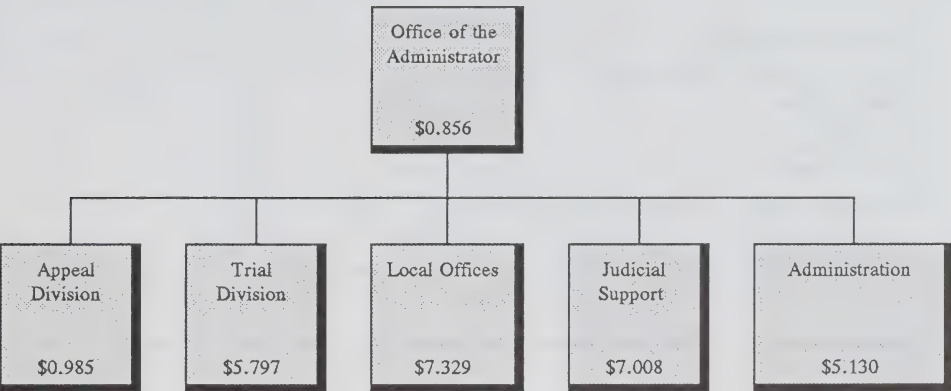 Office of the
Administrator
$0.856
Appeal
Division
$0.985
Trial
Division
$5.797
Local Offices
$7.329
Judicial
Support
$7.008
Administration
$5.130